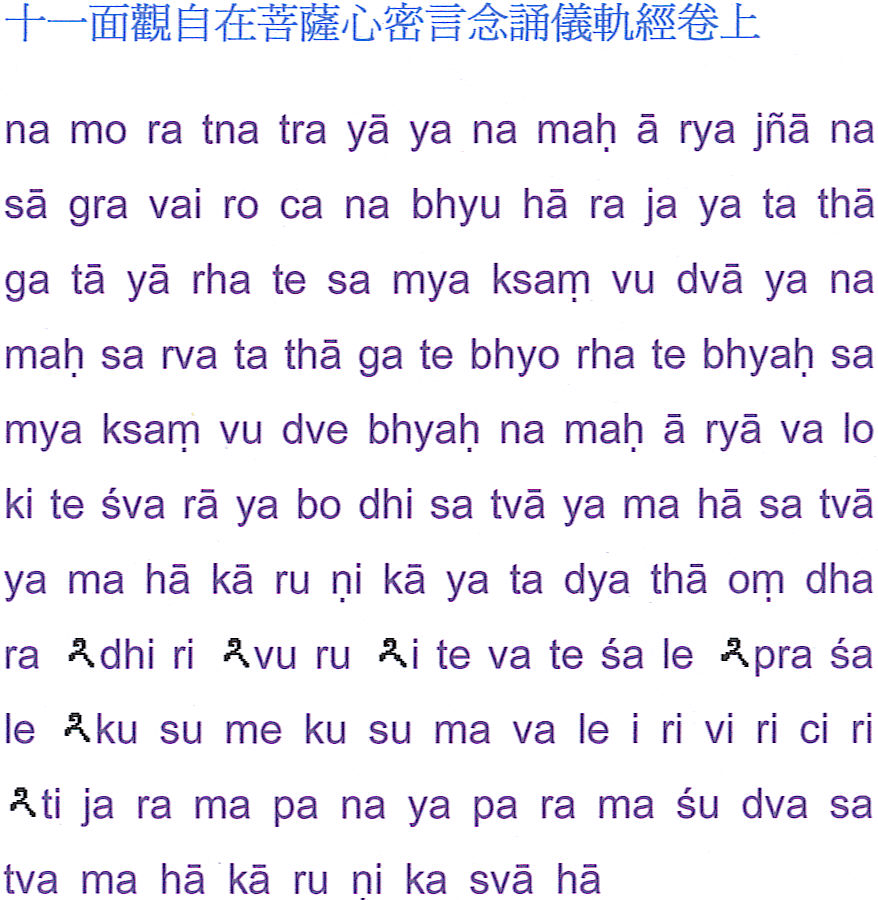 十一面觀自在菩薩心密言念誦儀軌經卷上
na mo ra tna tra yā ya na maḥ ā rya jñā na
sā gra vai ro ca na bhyu hā ra ja ya ta thā
ga tā yā rha te sa mya ksaṃ vu dvā ya na
maḥ sa rva ta thā ga te bhyo rha te bhyaḥ sa
mya ksaṃ vu dve bhyaḥ na maḥ ā ryā va lo
ki te śva rā ya bo dhi sa tvā ya ma hā sa tvā
ya ma hā kā ru ṇi kā ya ta dya thā oṃ dha
ra dhi ri vu ru i te va te śa le pra śa
le ku su me ku su ma va le i ri vi ri ci ri
ti ja ra ma pa na ya pa ra ma śu dva sa
tva ma hā kā ru ṇi ka svā hā